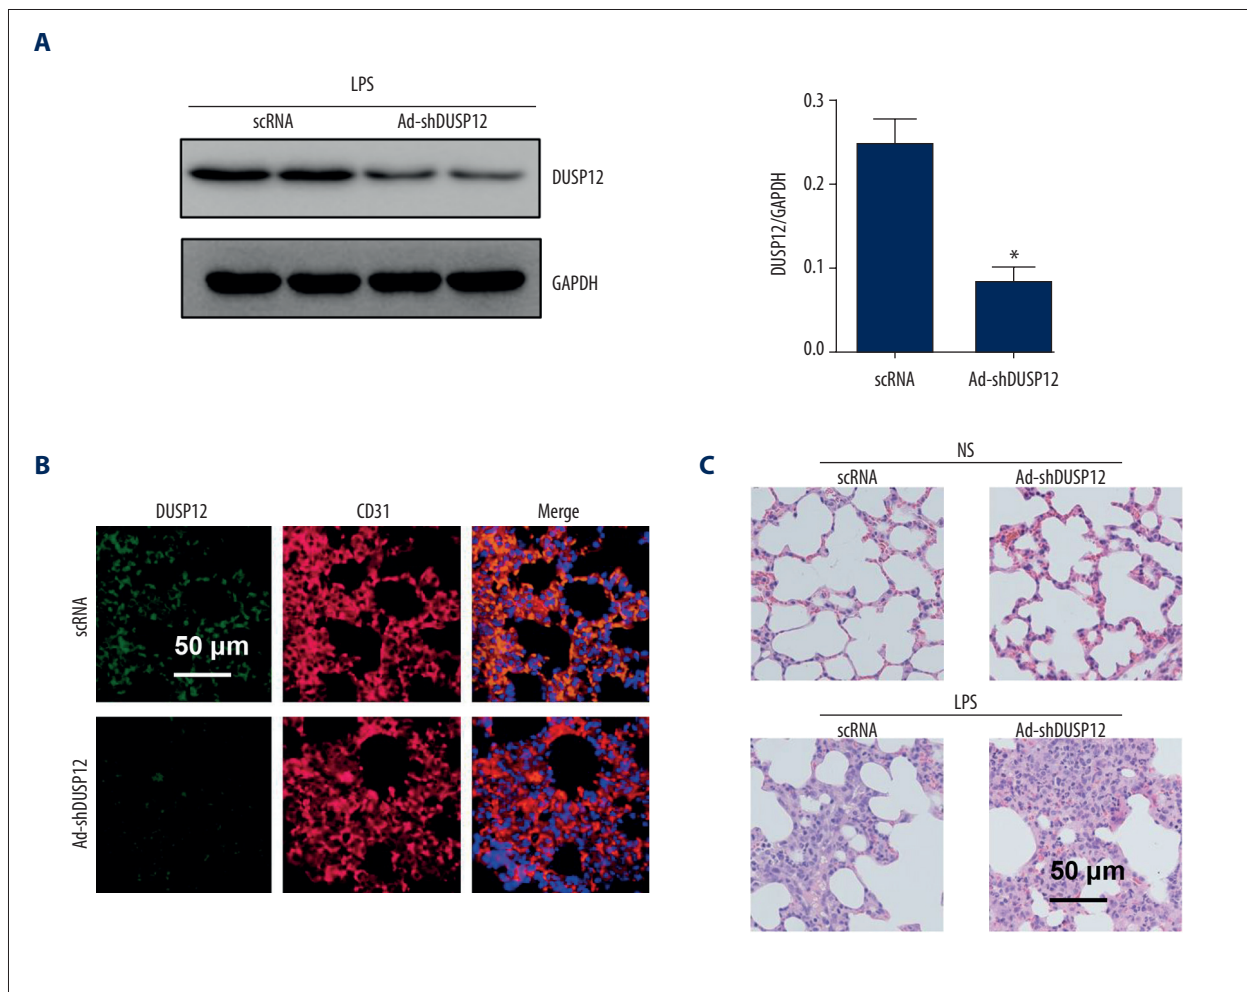 A
LPS
scRNA Ad-shDUSP12
DUSP12
GAPDH
DUSP12/GAPDH
0.3
0.2
0.1
0.0
*
scRNA Ad-shDUSP12
B
DUSP12 CD31 Merge
scRNA
50 µm
Ad-shDUSP12
C
NS
scRNA Ad-shDUSP12
LPS
scRNA Ad-shDUSP12
50 µm